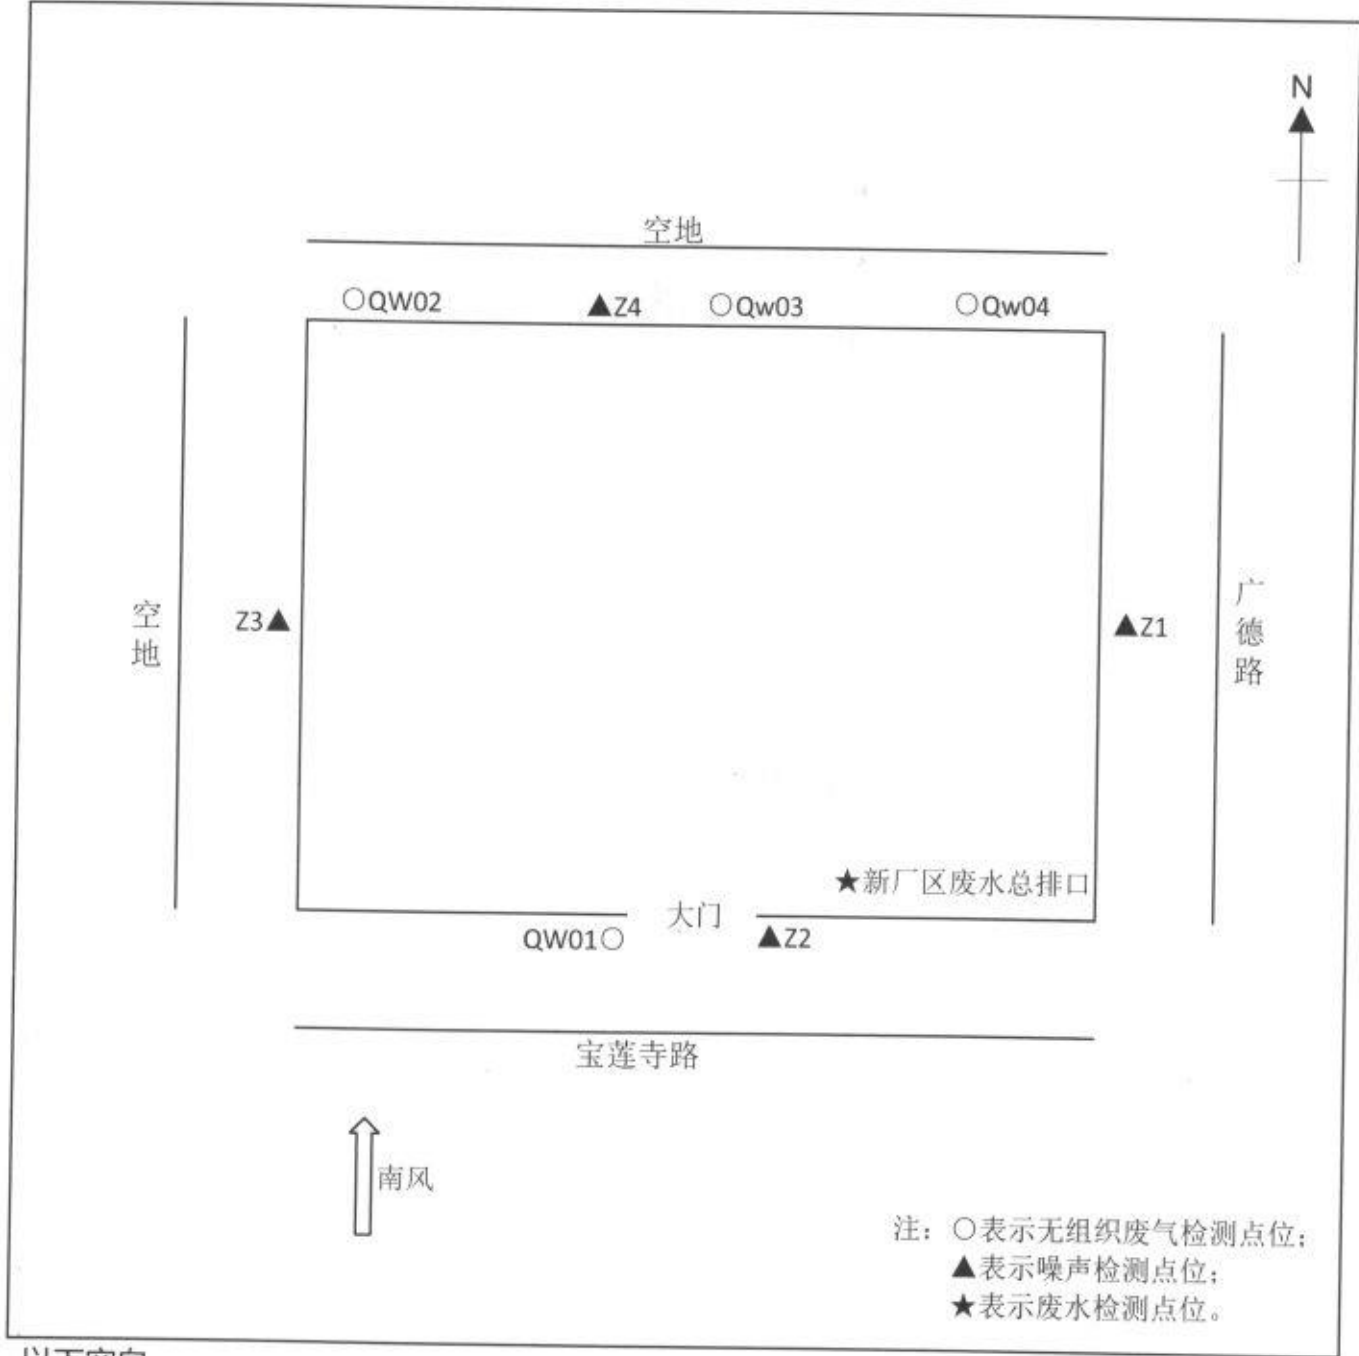 N
空地
○QW02
▲Z4
○Qw03
○Qw04
空地
Z3▲
▲Z1
广德路
★新厂区废水总排口
大门
QW01○
▲Z2
宝莲寺路
南风
注：○表示无组织废气检测点位；
▲表示噪声检测点位；
★表示废水检测点位。